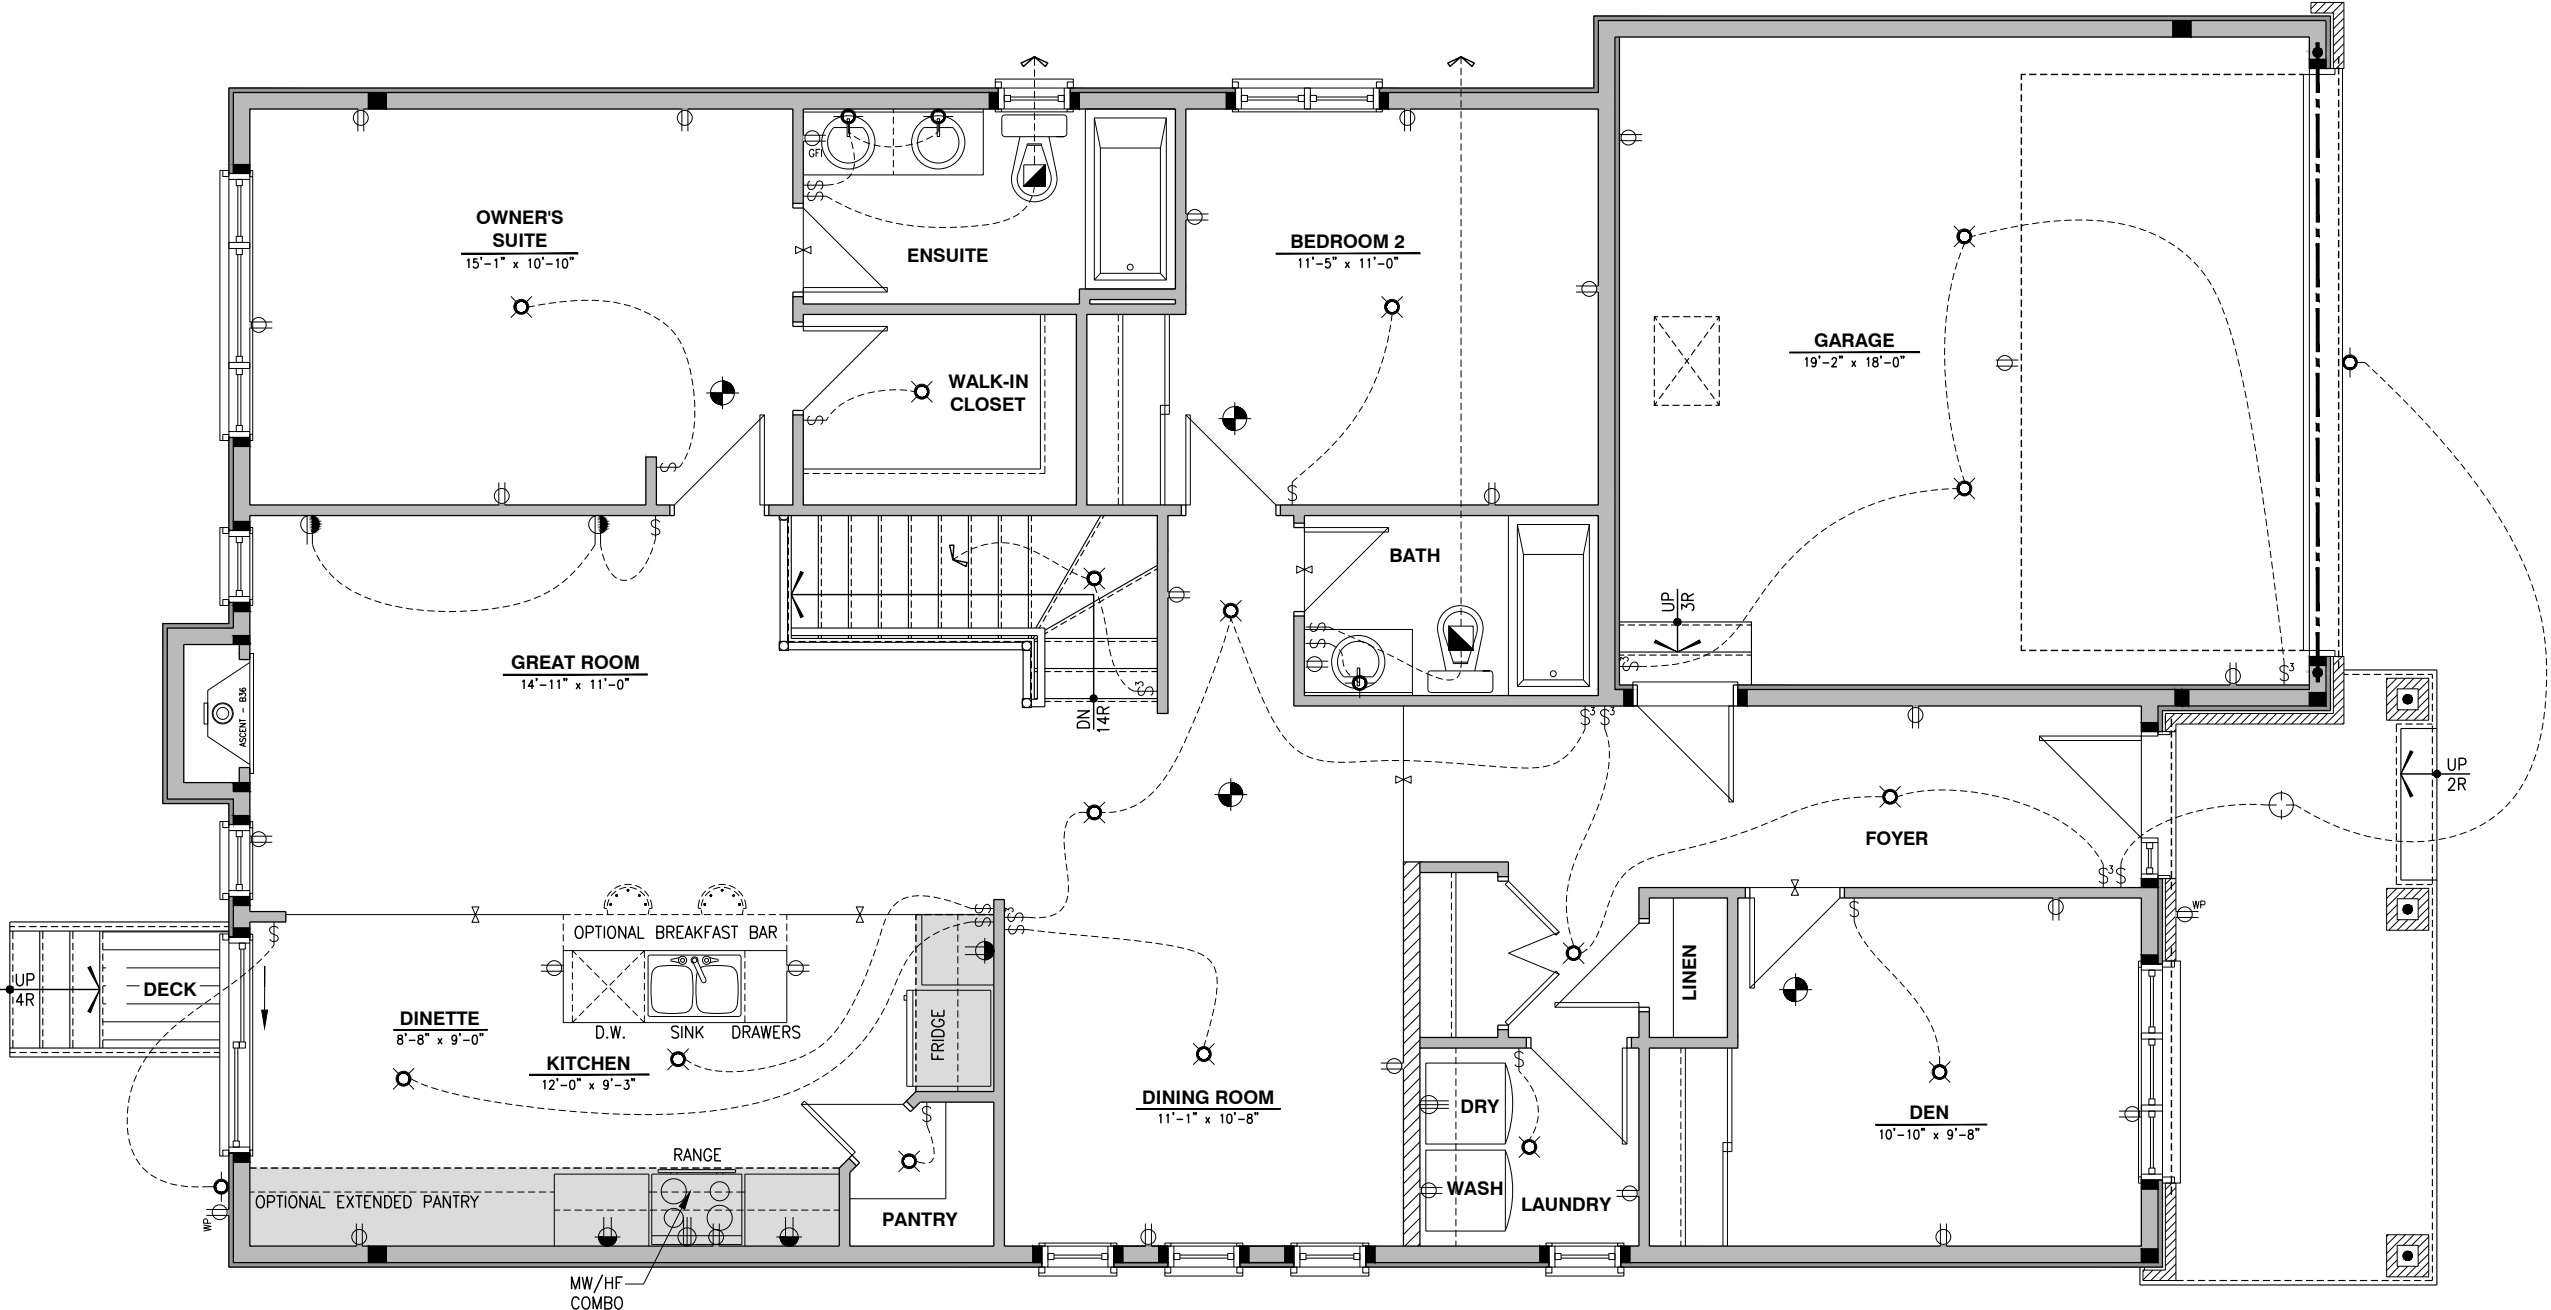 OWNER'S
SUITE
15'-1" x 10'-10"
GFI
ENSUITE
BEDROOM 2
11'-5" x 11'-0"
GARAGE
19'-2" x 18'-0"
WALK-IN
CLOSET
BATH
UP
3R
GREAT ROOM
14'-11" x 11'-0"
ASCENT - B36
DN
14R
UP
2R
FOYER
WP
OPTIONAL BREAKFAST BAR
UP
4R
DECK
DINETTE
8'-8" x 9'-0"
D.W.
SINK
DRAWERS
FRIDGE
LINEN
KITCHEN
12'-0" x 9'-3"
DINING ROOM
11'-1" x 10'-8"
DRY
DEN
10'-10" x 9'-8"
RANGE
OPTIONAL EXTENDED PANTRY
WP
PANTRY
WASH
LAUNDRY
MW/HF
COMBO